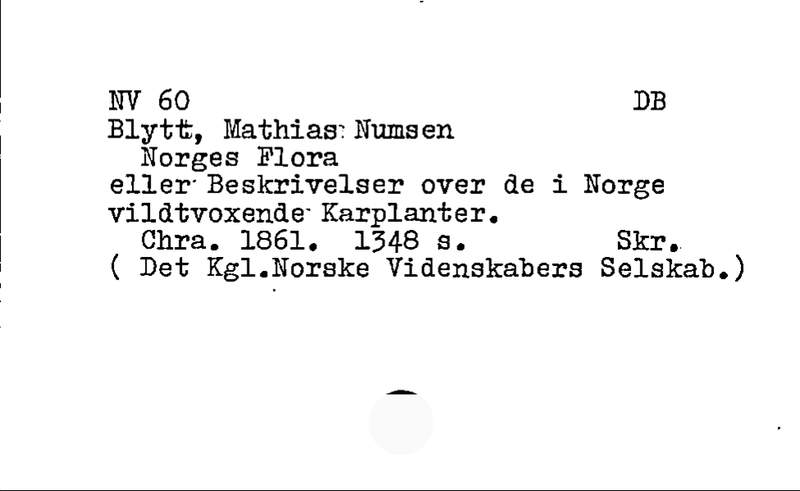 NV 60 DB
Blytt, Mathias Numsen
Norges Flora
eller Beskrivelser over de i Norge
vildtvoxende Karplanter.
Chra. 1861. 1348 s. Skr.
( Det Kgl.Norske Videnskabers Selskab.)